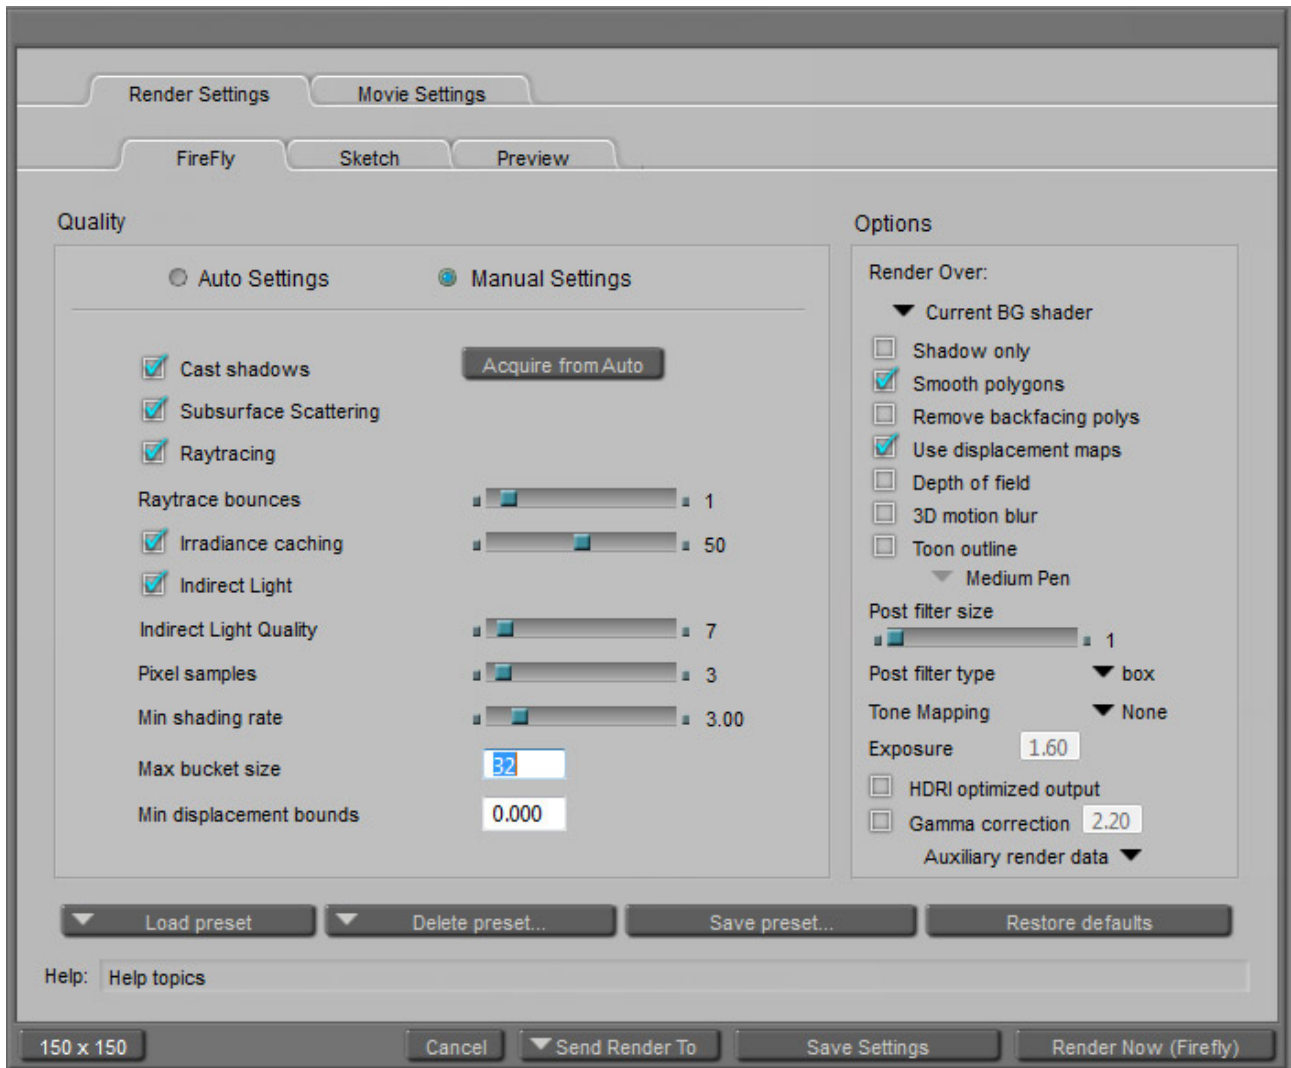 Render Settings Movie Settings
FireFly Sketch Preview
Quality
Auto Settings Manual Settings
Cast shadows Acquire from Auto
Subsurface Scattering
Raytracing
Raytrace bounces 1
Irradiance caching 50
Indirect Light
Indirect Light Quality 7
Pixel samples 3
Min shading rate 3.00
Max bucket size 32
Min displacement bounds 0.000
Options
Render Over:
Current BG shader
Shadow only
Smooth polygons
Remove backfacing polys
Use displacement maps
Depth of field
3D motion blur
Toon outline
Medium Pen
Post filter size
1
Post filter type box
Tone Mapping None
Exposure 1.60
HDRI optimized output
Gamma correction 2.20
Auxiliary render data
Load preset Delete preset... Save preset... Restore defaults
Help: Help topics
150 x 150 Cancel Send Render To Save Settings Render Now (Firefly)